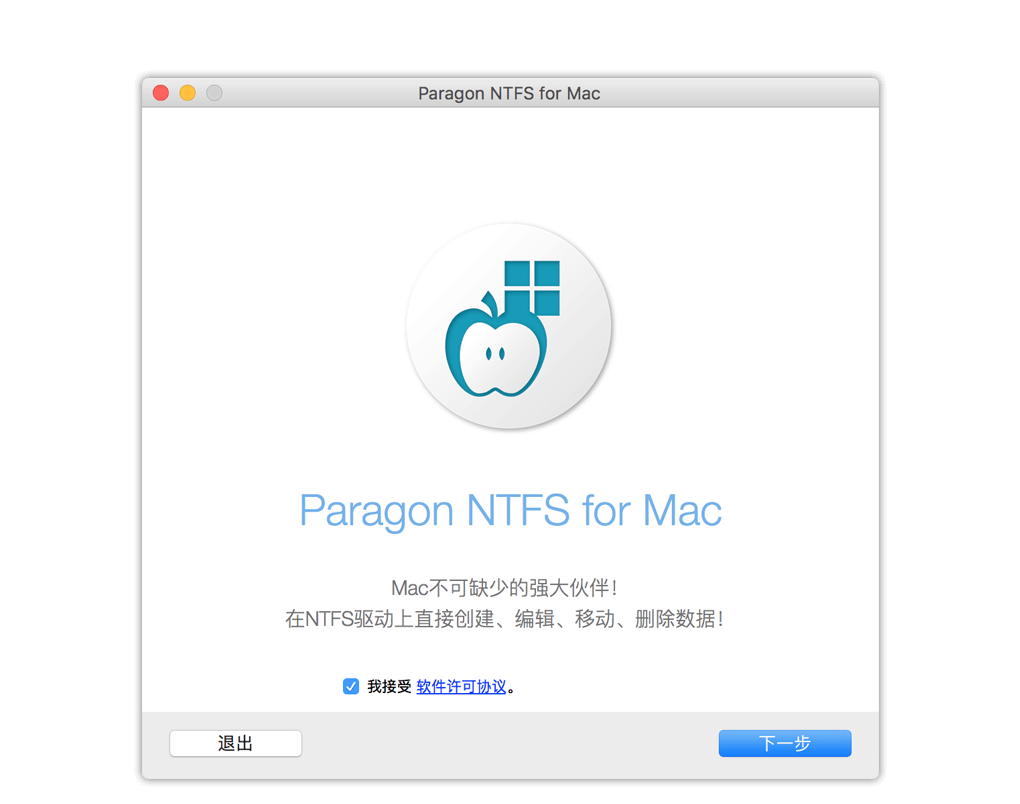 Paragon NTFS for Mac
Paragon NTFS for Mac
Mac不可缺少的强大伙伴！
在NTFS驱动上直接创建、编辑、移动、删除数据！
我接受 软件许可协议。
退出
下一步